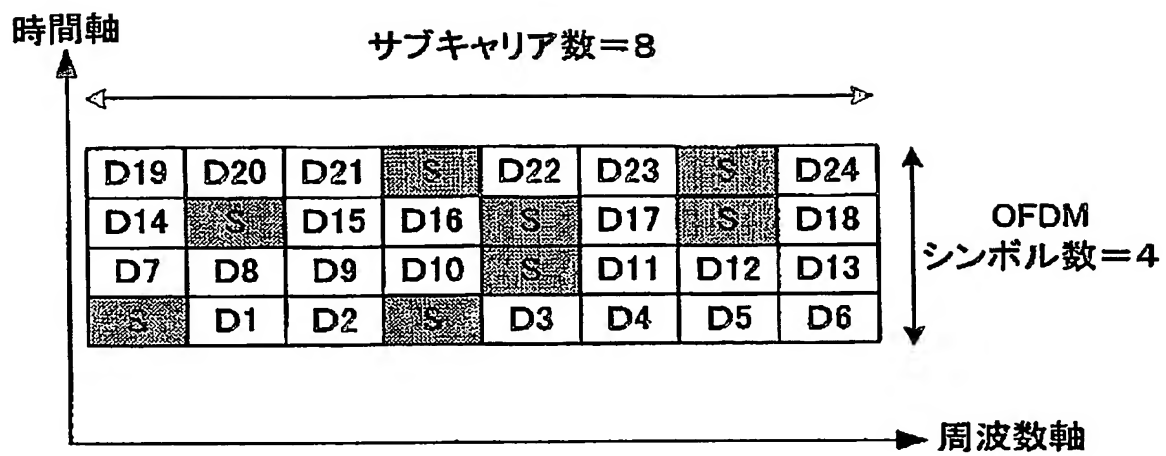 時間軸
サブキャリア数=8
D19 D20 D21 S D22 D23 S D24
D14 S D15 D16 S D17 S D18
D7 D8 D9 D10 S D11 D12 D13
S D1 D2 S D3 D4 D5 D6
OFDM
シンボル数=4
周波数軸